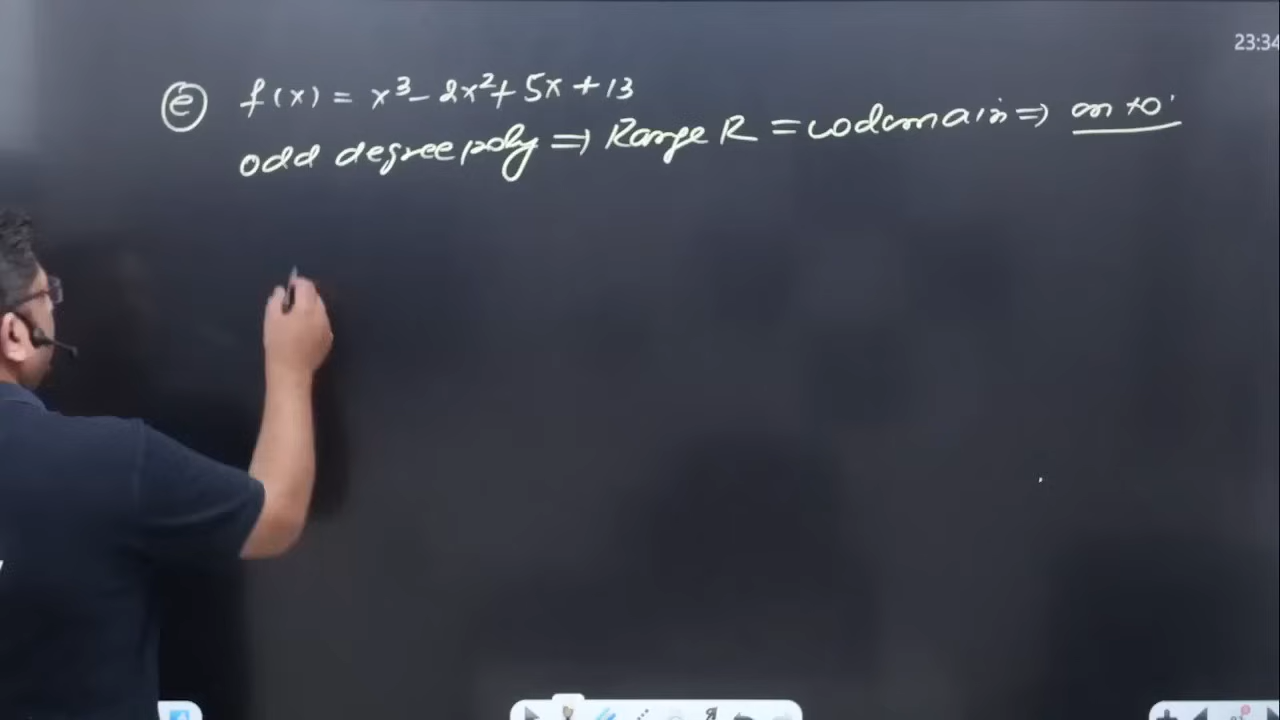 23:34
ⓔ f(x) = x³ - 2x² + 5x + 13
odd degree poly ⇒ Range R = codomain ⇒ onto